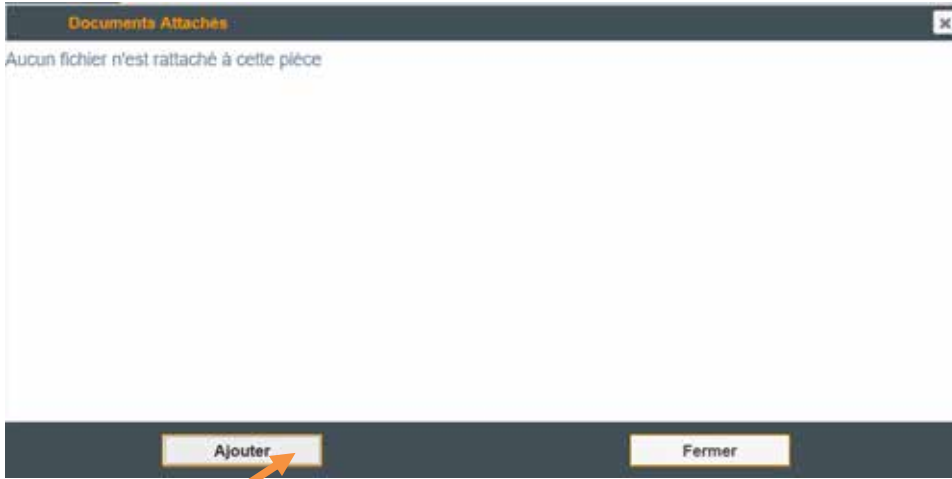 Documents Attachés
Aucun fichier n'est rattaché à cette pièce
Ajouter
Fermer